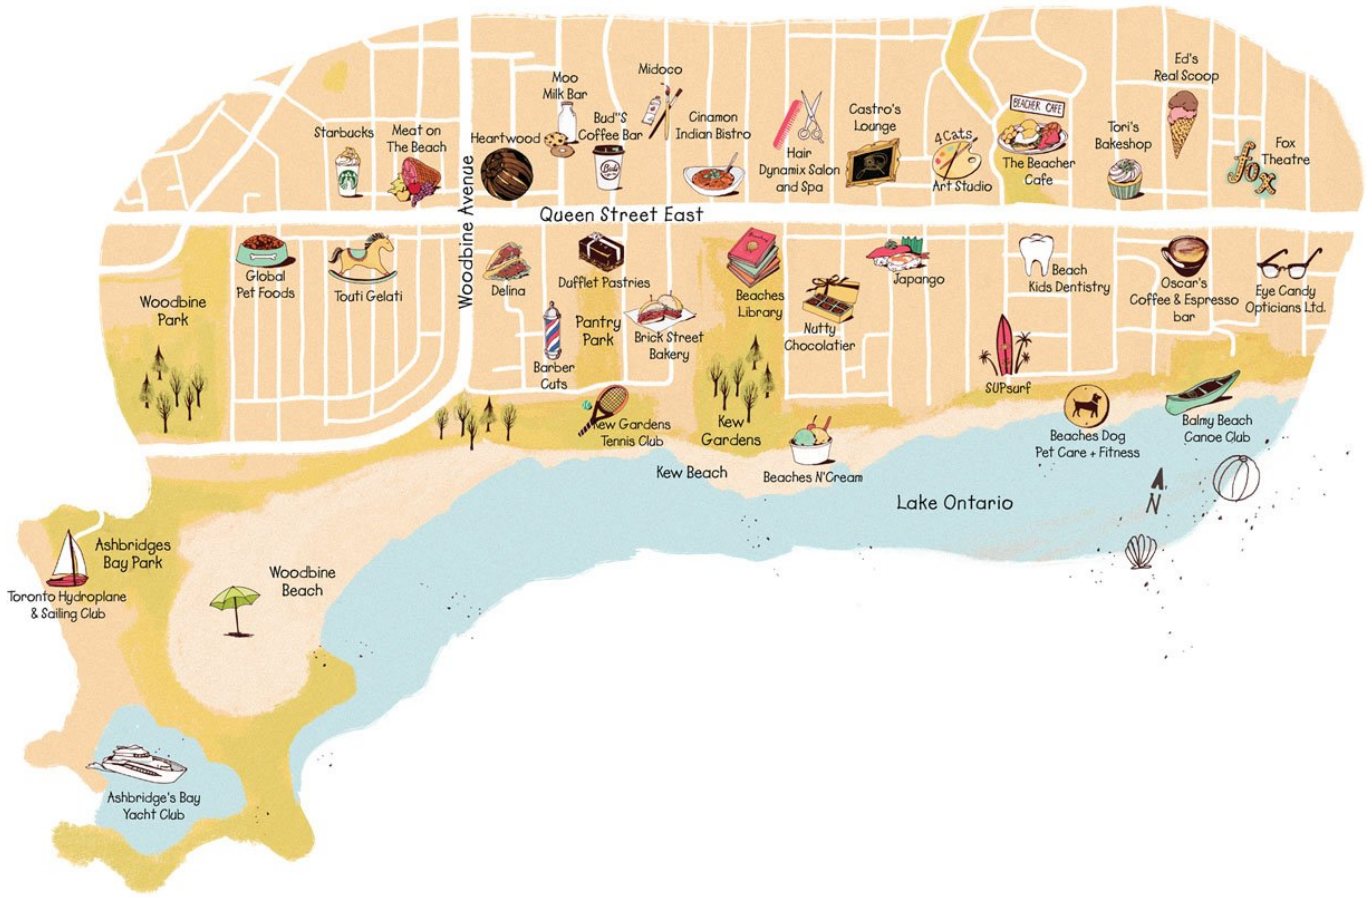 Ed's
Real Scoop
Midoco
Moo
Milk Bar
BEACHER CAFE
Castro's
Lounge
Bud"S
Coffee Bar
Cinamon
Indian Bistro
Starbucks
Meat on
The Beach
Heartwood
4Cats
Art Studio
Tori's
Bakeshop
Hair
Dynamix Salon
and Spa
The Beacher
Cafe
fox
Fox
Theatre
Buds
Woodbine Avenue
Queen Street East
Global
Pet Foods
Touti Gelati
Delina
Dufflet Pastries
Beaches
Library
Nutty
Chocolatier
Japango
Beach
Kids Dentistry
Oscar's
Coffee & Espresso
bar
Eye Candy
Opticians Ltd.
Woodbine
Park
Pantry
Park
Brick Street
Bakery
Barber
Cuts
SUPsurf
Kew Gardens
Tennis Club
Kew
Gardens
Beaches Dog
Pet Care + Fitness
Balmy Beach
Canoe Club
Kew Beach
Beaches N'Cream
Lake Ontario
N
Ashbridges
Bay Park
Toronto Hydroplane
& Sailing Club
Woodbine
Beach
Ashbridge's Bay
Yacht Club